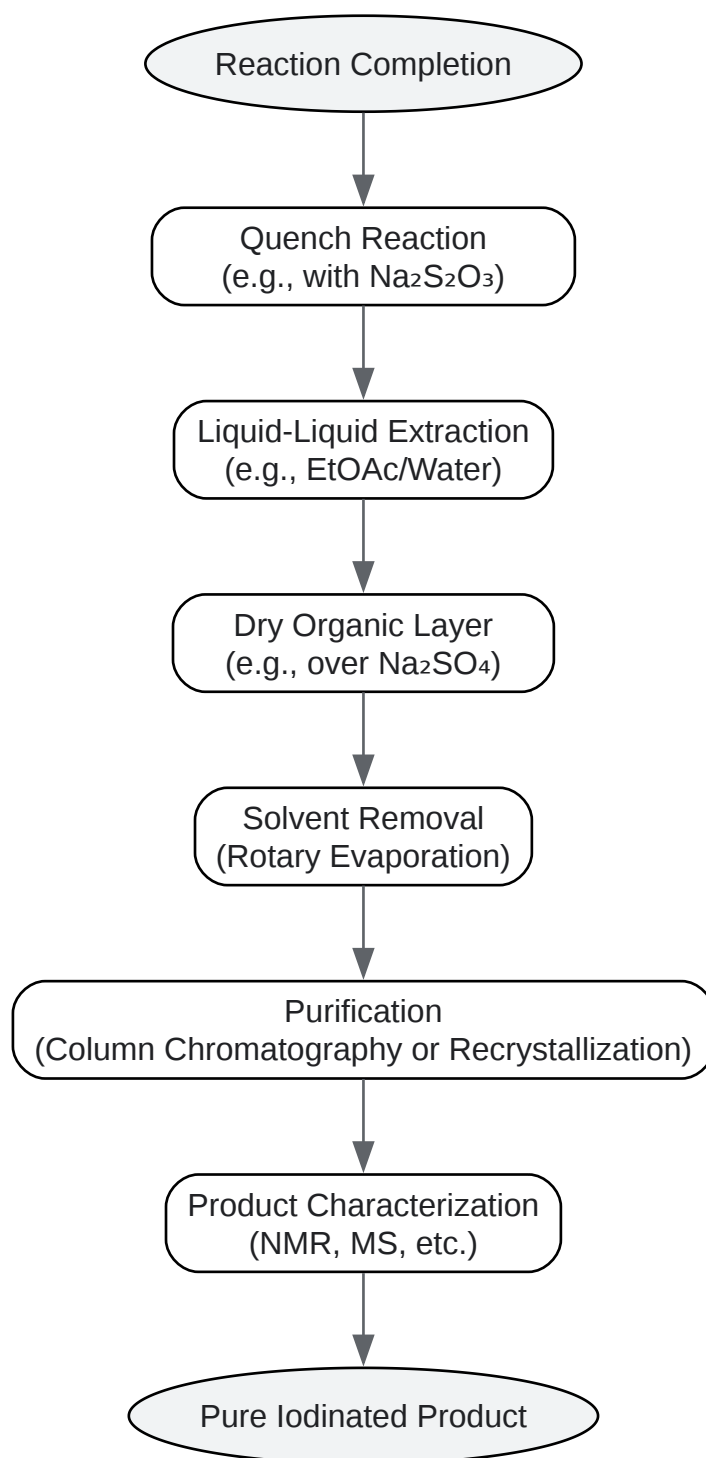 Reaction Completion
Quench Reaction
(e.g., with Na₂S₂O₃)
Liquid-Liquid Extraction
(e.g., EtOAc/Water)
Dry Organic Layer
(e.g., over Na₂SO₄)
Solvent Removal
(Rotary Evaporation)
Purification
(Column Chromatography or Recrystallization)
Product Characterization
(NMR, MS, etc.)
Pure Iodinated Product